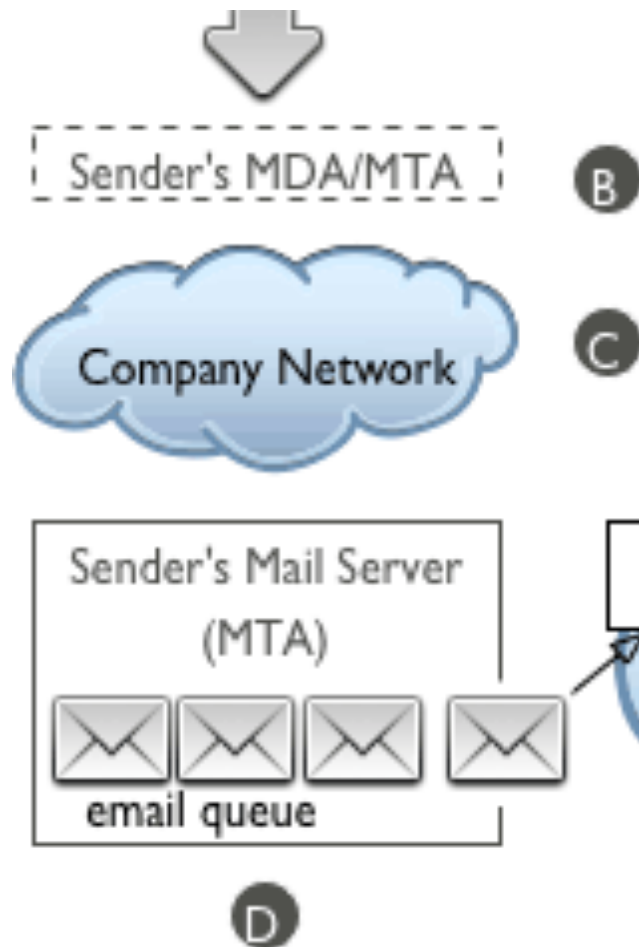 Sender's MDA/MTA
B
Company Network
C
Sender's Mail Server
(MTA)
email queue
D